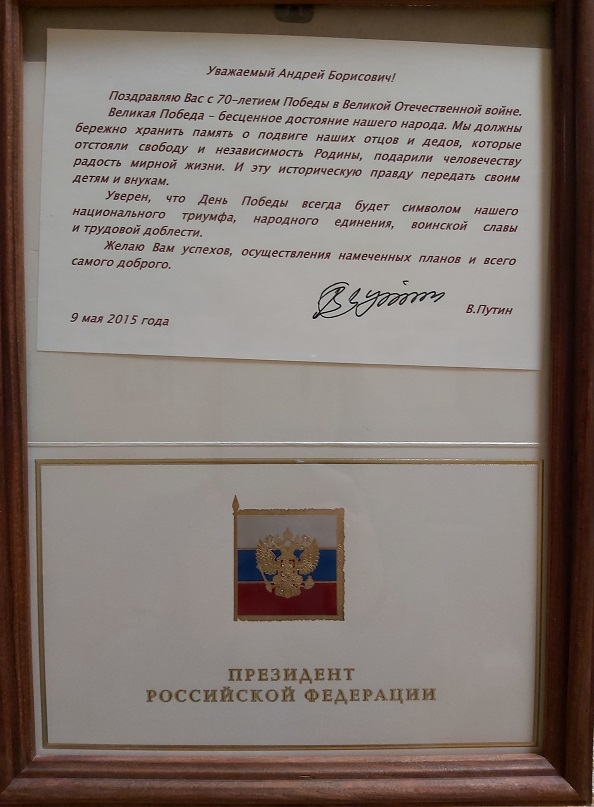 Уважаемый Андрей Борисович!
Поздравляю Вас с 70-летием Победы в Великой Отечественной войне.
Великая Победа – бесценное достояние нашего народа. Мы должны
бережно хранить память о подвиге наших отцов и дедов, которые
отстояли свободу и независимость Родины, подарили человечеству
радость мирной жизни. И эту историческую правду передать своим
детям и внукам.
Уверен, что День Победы всегда будет символом нашего
национального триумфа, народного единения, воинской славы
и трудовой доблести.
Желаю Вам успехов, осуществления намеченных планов и всего
самого доброго.
В.Путин
9 мая 2015 года
ПРЕЗИДЕНТ
РОССИЙСКОЙ ФЕДЕРАЦИИ